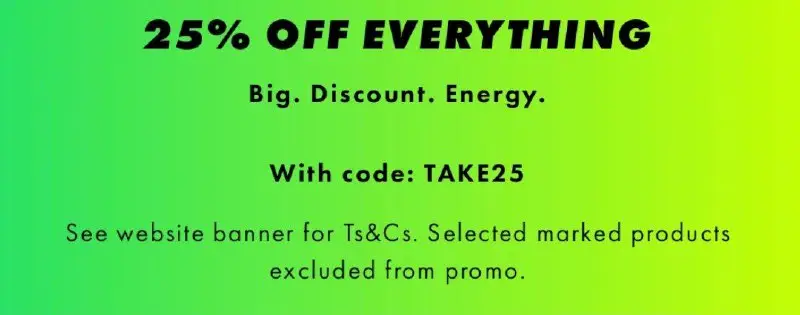 25% OFF EVERYTHING
Big. Discount. Energy.
With code: TAKE25
See website banner for Ts&Cs. Selected marked products
excluded from promo.